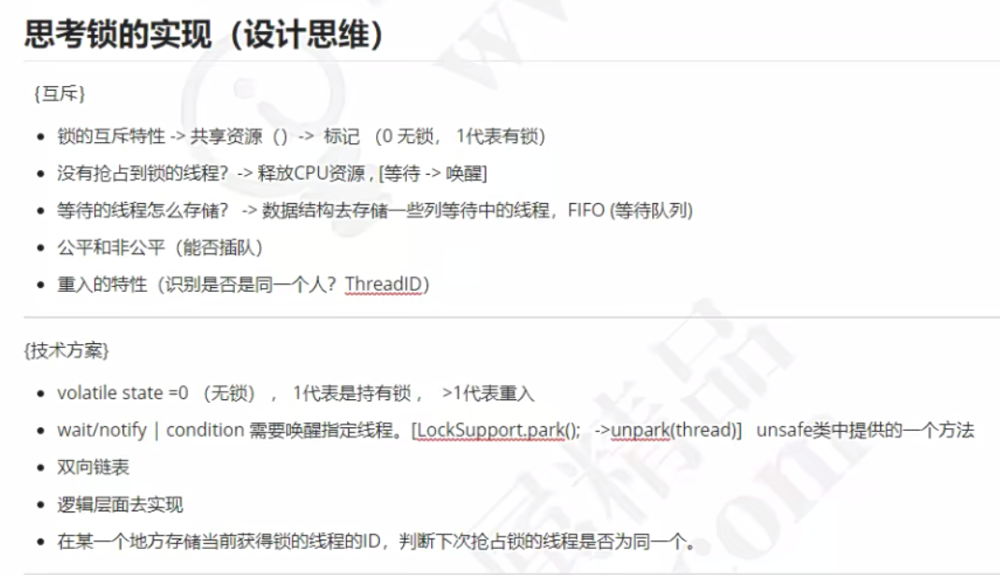 思考锁的实现（设计思维）
{互斥}
锁的互斥特性 -> 共享资源（）-> 标记 （0 无锁， 1代表有锁）
没有抢占到锁的线程？-> 释放CPU资源 , [等待 -> 唤醒]
等待的线程怎么存储？ -> 数据结构去存储一些列等待中的线程，FIFO (等待队列)
公平和非公平（能否插队）
重入的特性（识别是否是同一个人？ThreadID）
{技术方案}
volatile state =0 （无锁） ， 1代表是持有锁 ， >1代表重入
wait/notify | condition 需要唤醒指定线程。[LockSupport.park(); ->unpark(thread)] unsafe类中提供的一个方法
双向链表
逻辑层面去实现
在某一个地方存储当前获得锁的线程的ID，判断下次抢占锁的线程是否为同一个。